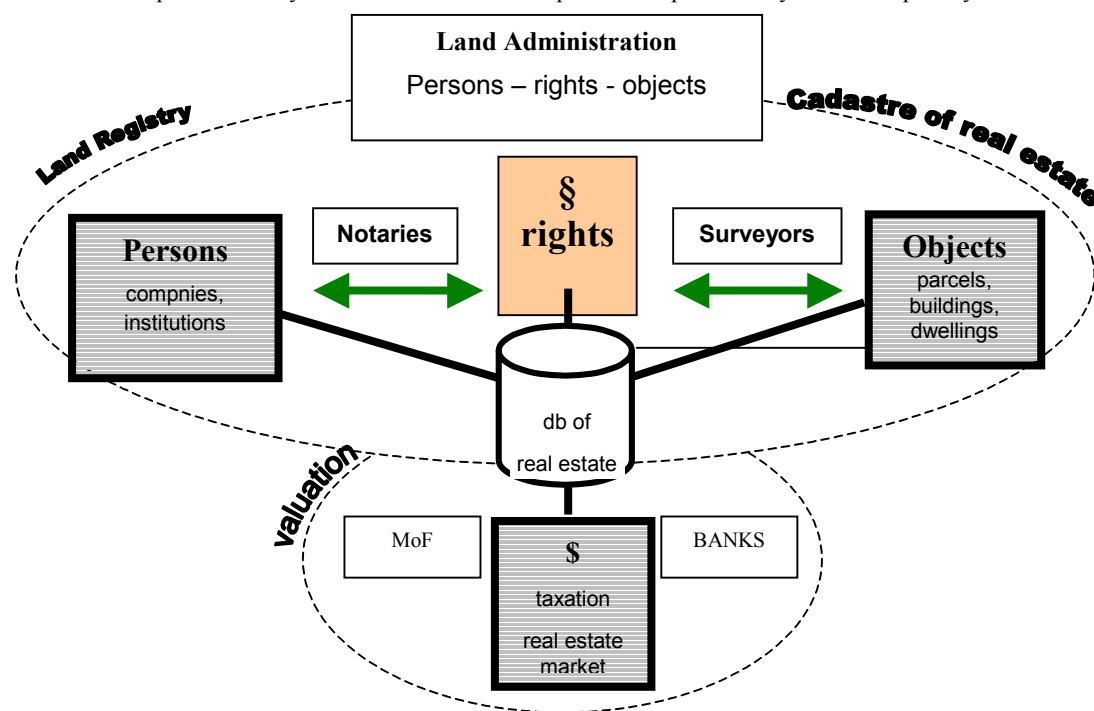 Land Administration
Persons – rights - objects
Land Registry
Cadastre of real estate
§
rights
Notaries
Surveyors
Persons
compnies,
institutions
Objects
parcels,
buildings,
dwellings
db of
real estate
valuation
MoF
$
BANKS
taxation
real estate
market